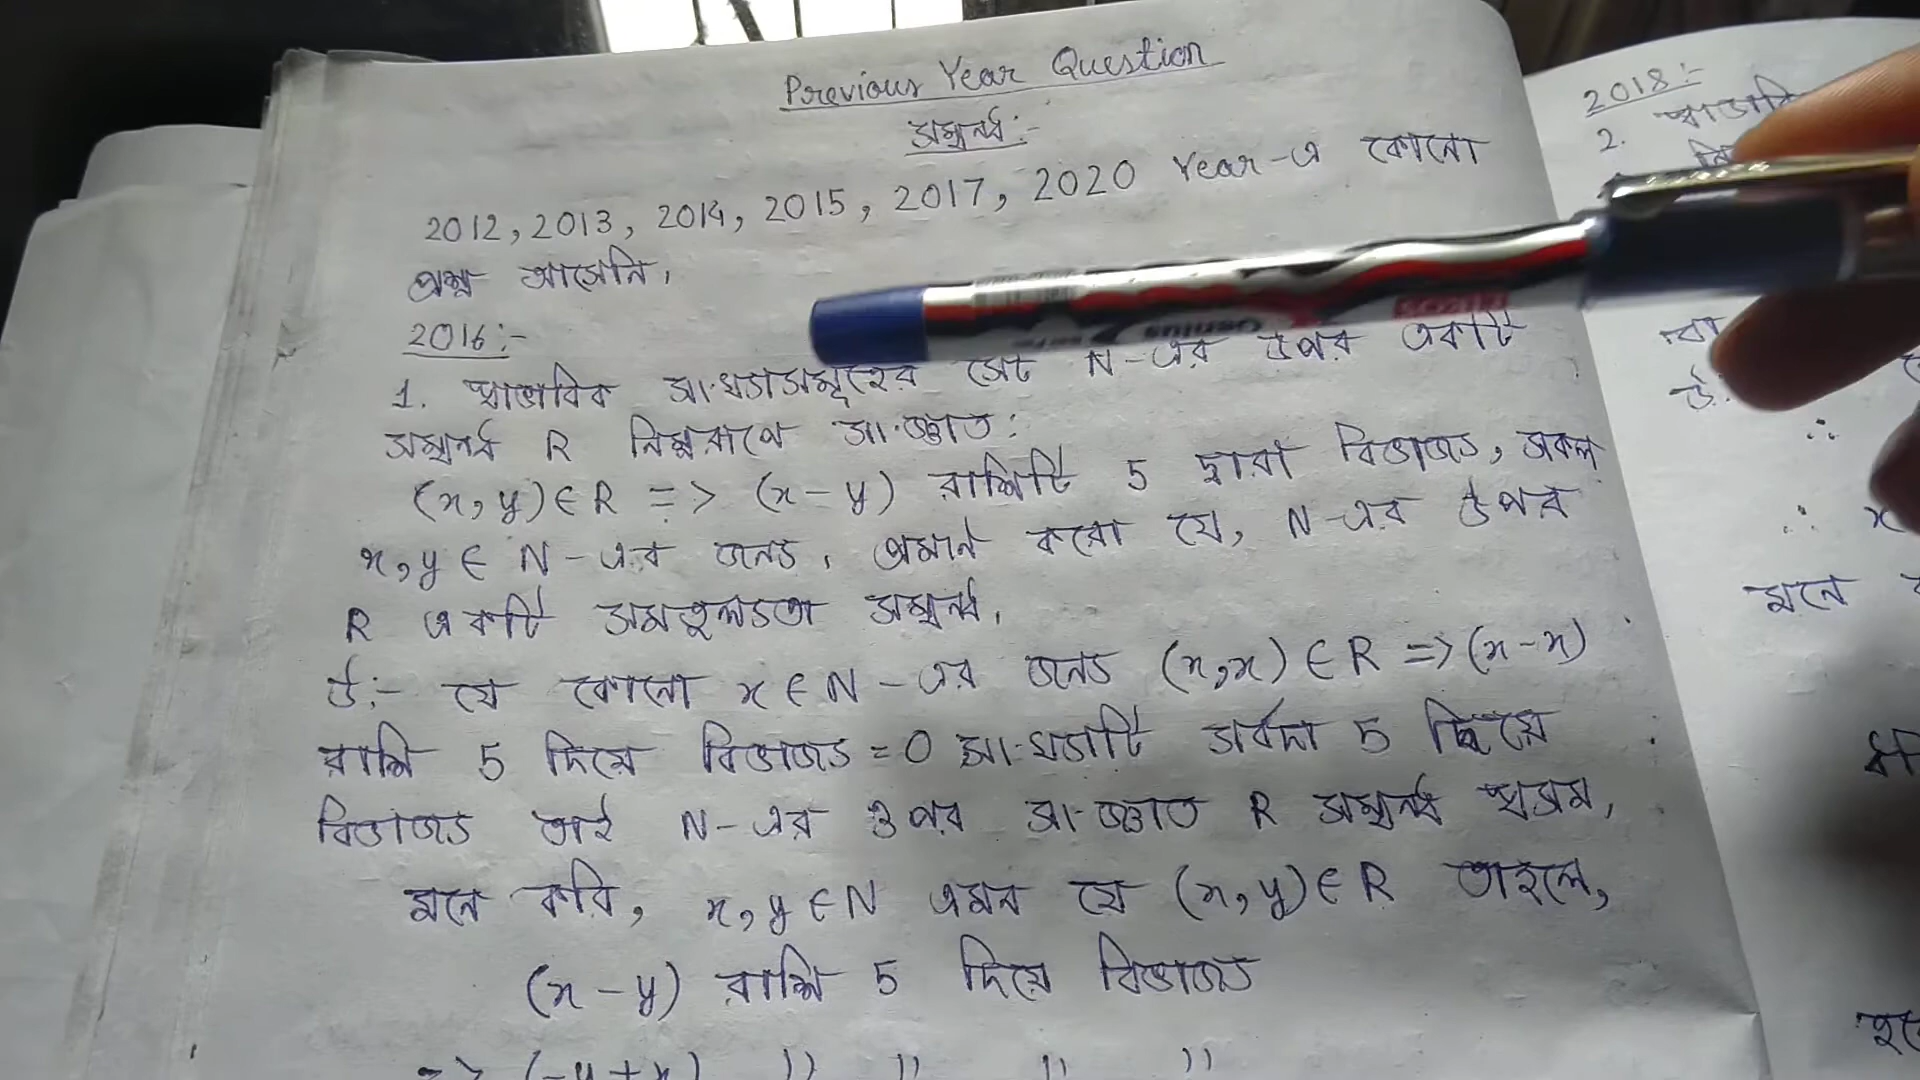 Previous Year Question
সম্বন্ধ:-
2012, 2013, 2014, 2015, 2017, 2020 Year-এ কোনো
প্রশ্ন আসেনি,
2016:-
1. স্বাভাবিক সাংখ্যাসমূহের সেট N-এর উপর একটি
সম্বন্ধ R নিম্নরূপে সংজ্ঞাত:
(x, y) ∈ R => (x-y) রাশিটি 5 দ্বারা বিভাজ্য, সকল
x, y ∈ N-এর জন্য, প্রমান করো যে, N-এর উপর
R একটি সমতুল্যতা সম্বন্ধ,
উ:- যে কোনো x ∈ N-এর জন্য (x, x) ∈ R => (x-x)
রাশি 5 দিয়ে বিভাজ্য = 0 সংখ্যাটি সর্বদা 5 দিয়ে
বিভাজ্য তাই N-এর ওপর সংজ্ঞাত R সম্বন্ধ স্বসম,
মনে করি, x, y ∈ N এমন যে (x, y) ∈ R তাহলে,
(x-y) রাশি 5 দিয়ে বিভাজ্য
=> (-y+x) )) )) )) ))
2018:-
2.
উ:
∴
∴ x
মনে